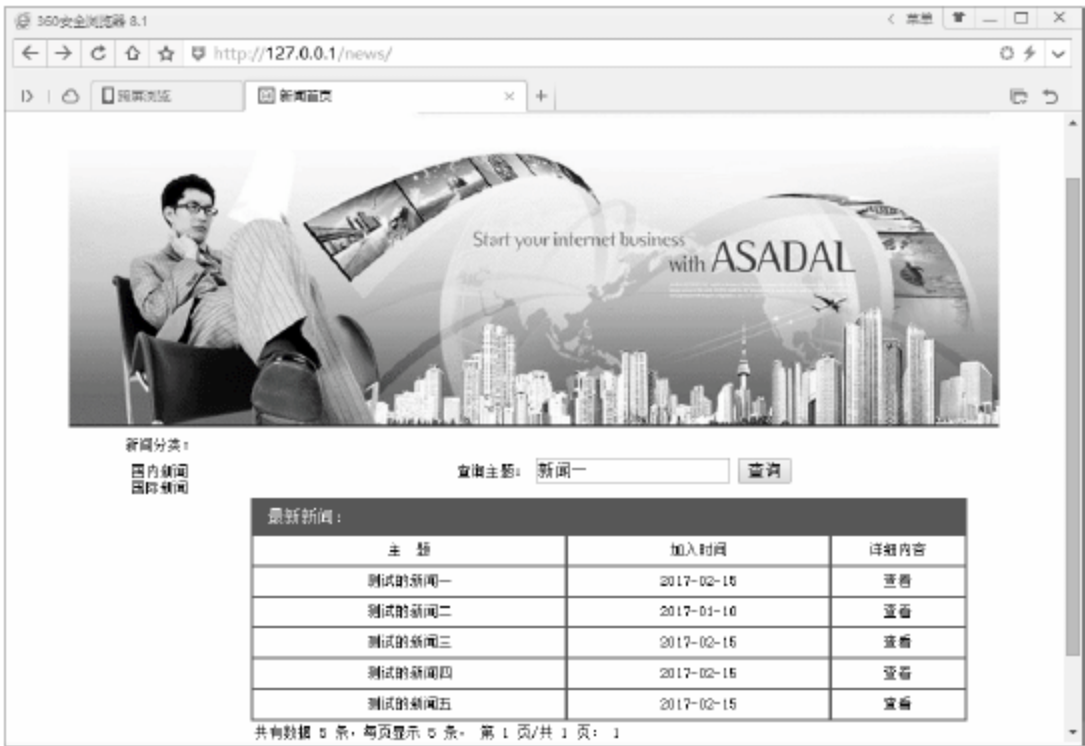 360安全浏览器 8.1
菜单
http://127.0.0.1/news/
跨屏浏览
新闻首页
Start your internet business
with ASADAL
新闻分类：
国内新闻
国际新闻
查询主题： 新闻一 查询
最新新闻：
主 题 加入时间 详细内容
测试的新闻一 2017-02-15 查看
测试的新闻二 2017-01-10 查看
测试的新闻三 2017-02-15 查看
测试的新闻四 2017-02-15 查看
测试的新闻五 2017-02-15 查看
共有数据 5 条，每页显示 5 条， 第 1 页/共 1 页： 1